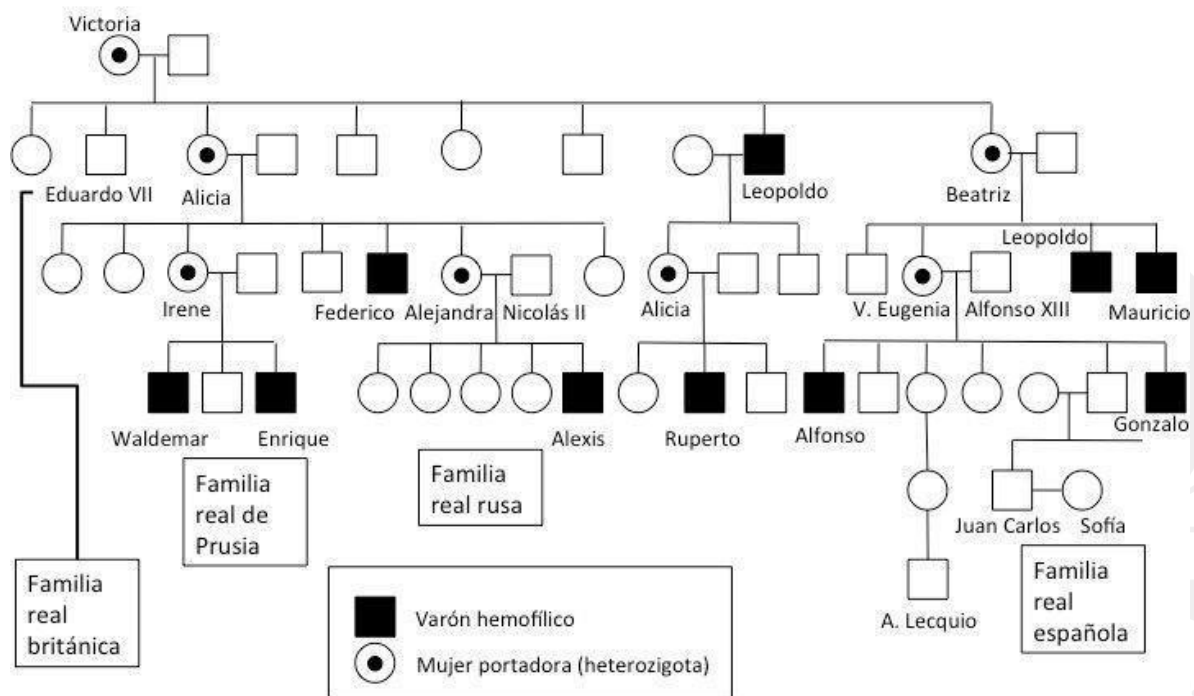 Victoria
Eduardo VII
Alicia
Leopoldo
Beatriz
Leopoldo
Irene
Federico
Alejandra
Nicolás II
Alicia
V. Eugenia
Alfonso XIII
Mauricio
Waldemar
Enrique
Alexis
Ruperto
Alfonso
Gonzalo
Familia
real de
Prusia
Familia
real rusa
Juan Carlos
Sofía
Familia
real
británica
A. Lecquio
Familia
real
española
Varón hemofílico
Mujer portadora (heterozigota)